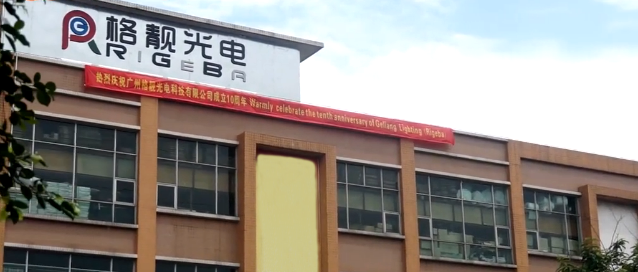 格靓光电
RIGEBA
热烈庆祝广州格靓光电科技有限公司成立10周年 Warmly celebrate the tenth anniversary of Geliang Lighting (Rigeba)